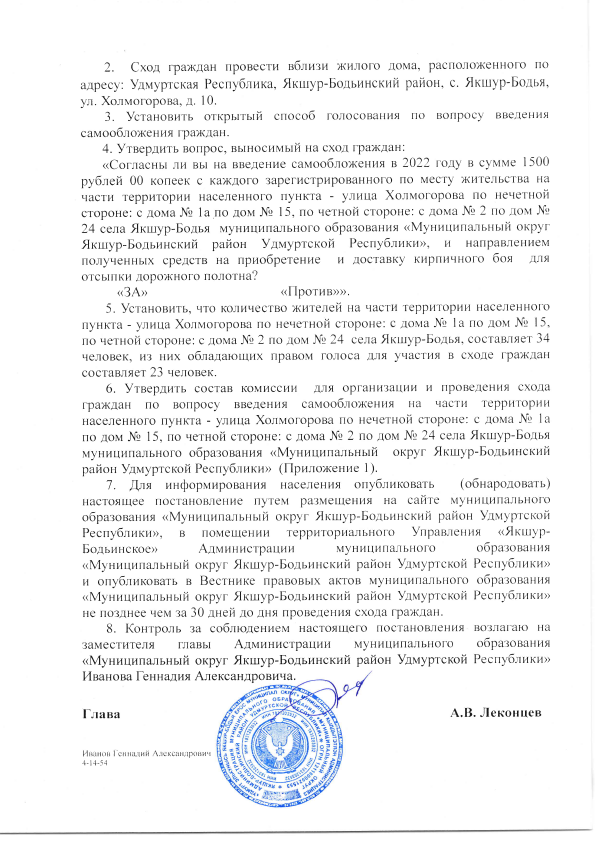 2. Сход граждан провести вблизи жилого дома, расположенного по
адресу: Удмуртская Республика, Якшур-Бодьинский район, с. Якшур-Бодья,
ул. Холмогорова, д. 10.
3. Установить открытый способ голосования по вопросу введения
самообложения граждан.
4. Утвердить вопрос, выносимый на сход граждан:
«Согласны ли вы на введение самообложения в 2022 году в сумме 1500
рублей 00 копеек с каждого зарегистрированного по месту жительства на
части территории населенного пункта - улица Холмогорова по нечетной
стороне: с дома № 1а по дом № 15, по четной стороне: с дома № 2 по дом №
24 села Якшур-Бодья муниципального образования «Муниципальный округ
Якшур-Бодьинский район Удмуртской Республики», и направлением
полученных средств на приобретение и доставку кирпичного боя для
отсыпки дорожного полотна?
«ЗА» «Против»».
5. Установить, что количество жителей на части территории населенного
пункта - улица Холмогорова по нечетной стороне: с дома № 1а по дом № 15,
по четной стороне: с дома № 2 по дом № 24 села Якшур-Бодья, составляет 34
человек, из них обладающих правом голоса для участия в сходе граждан
составляет 23 человек.
6. Утвердить состав комиссии для организации и проведения схода
граждан по вопросу введения самообложения на части территории
населенного пункта - улица Холмогорова по нечетной стороне: с дома № 1а
по дом № 15, по четной стороне: с дома № 2 по дом № 24 села Якшур-Бодья
муниципального образования «Муниципальный округ Якшур-Бодьинский
район Удмуртской Республики» (Приложение 1).
7. Для информирования населения опубликовать (обнародовать)
настоящее постановление путем размещения на сайте муниципального
образования «Муниципальный округ Якшур-Бодьинский район Удмуртской
Республики», в помещении территориального Управления «Якшур-
Бодьинское» Администрации муниципального образования
«Муниципальный округ Якшур-Бодьинский район Удмуртской Республики»
и опубликовать в Вестнике правовых актов муниципального образования
«Муниципальный округ Якшур-Бодьинский район Удмуртской Республики»
не позднее чем за 30 дней до дня проведения схода граждан.
8. Контроль за соблюдением настоящего постановления возлагаю на
заместителя главы Администрации муниципального образования
«Муниципальный округ Якшур-Бодьинский район Удмуртской Республики»
Иванова Геннадия Александровича.
Глава А.В. Леконцев
Иванов Геннадий Александрович
4-14-54